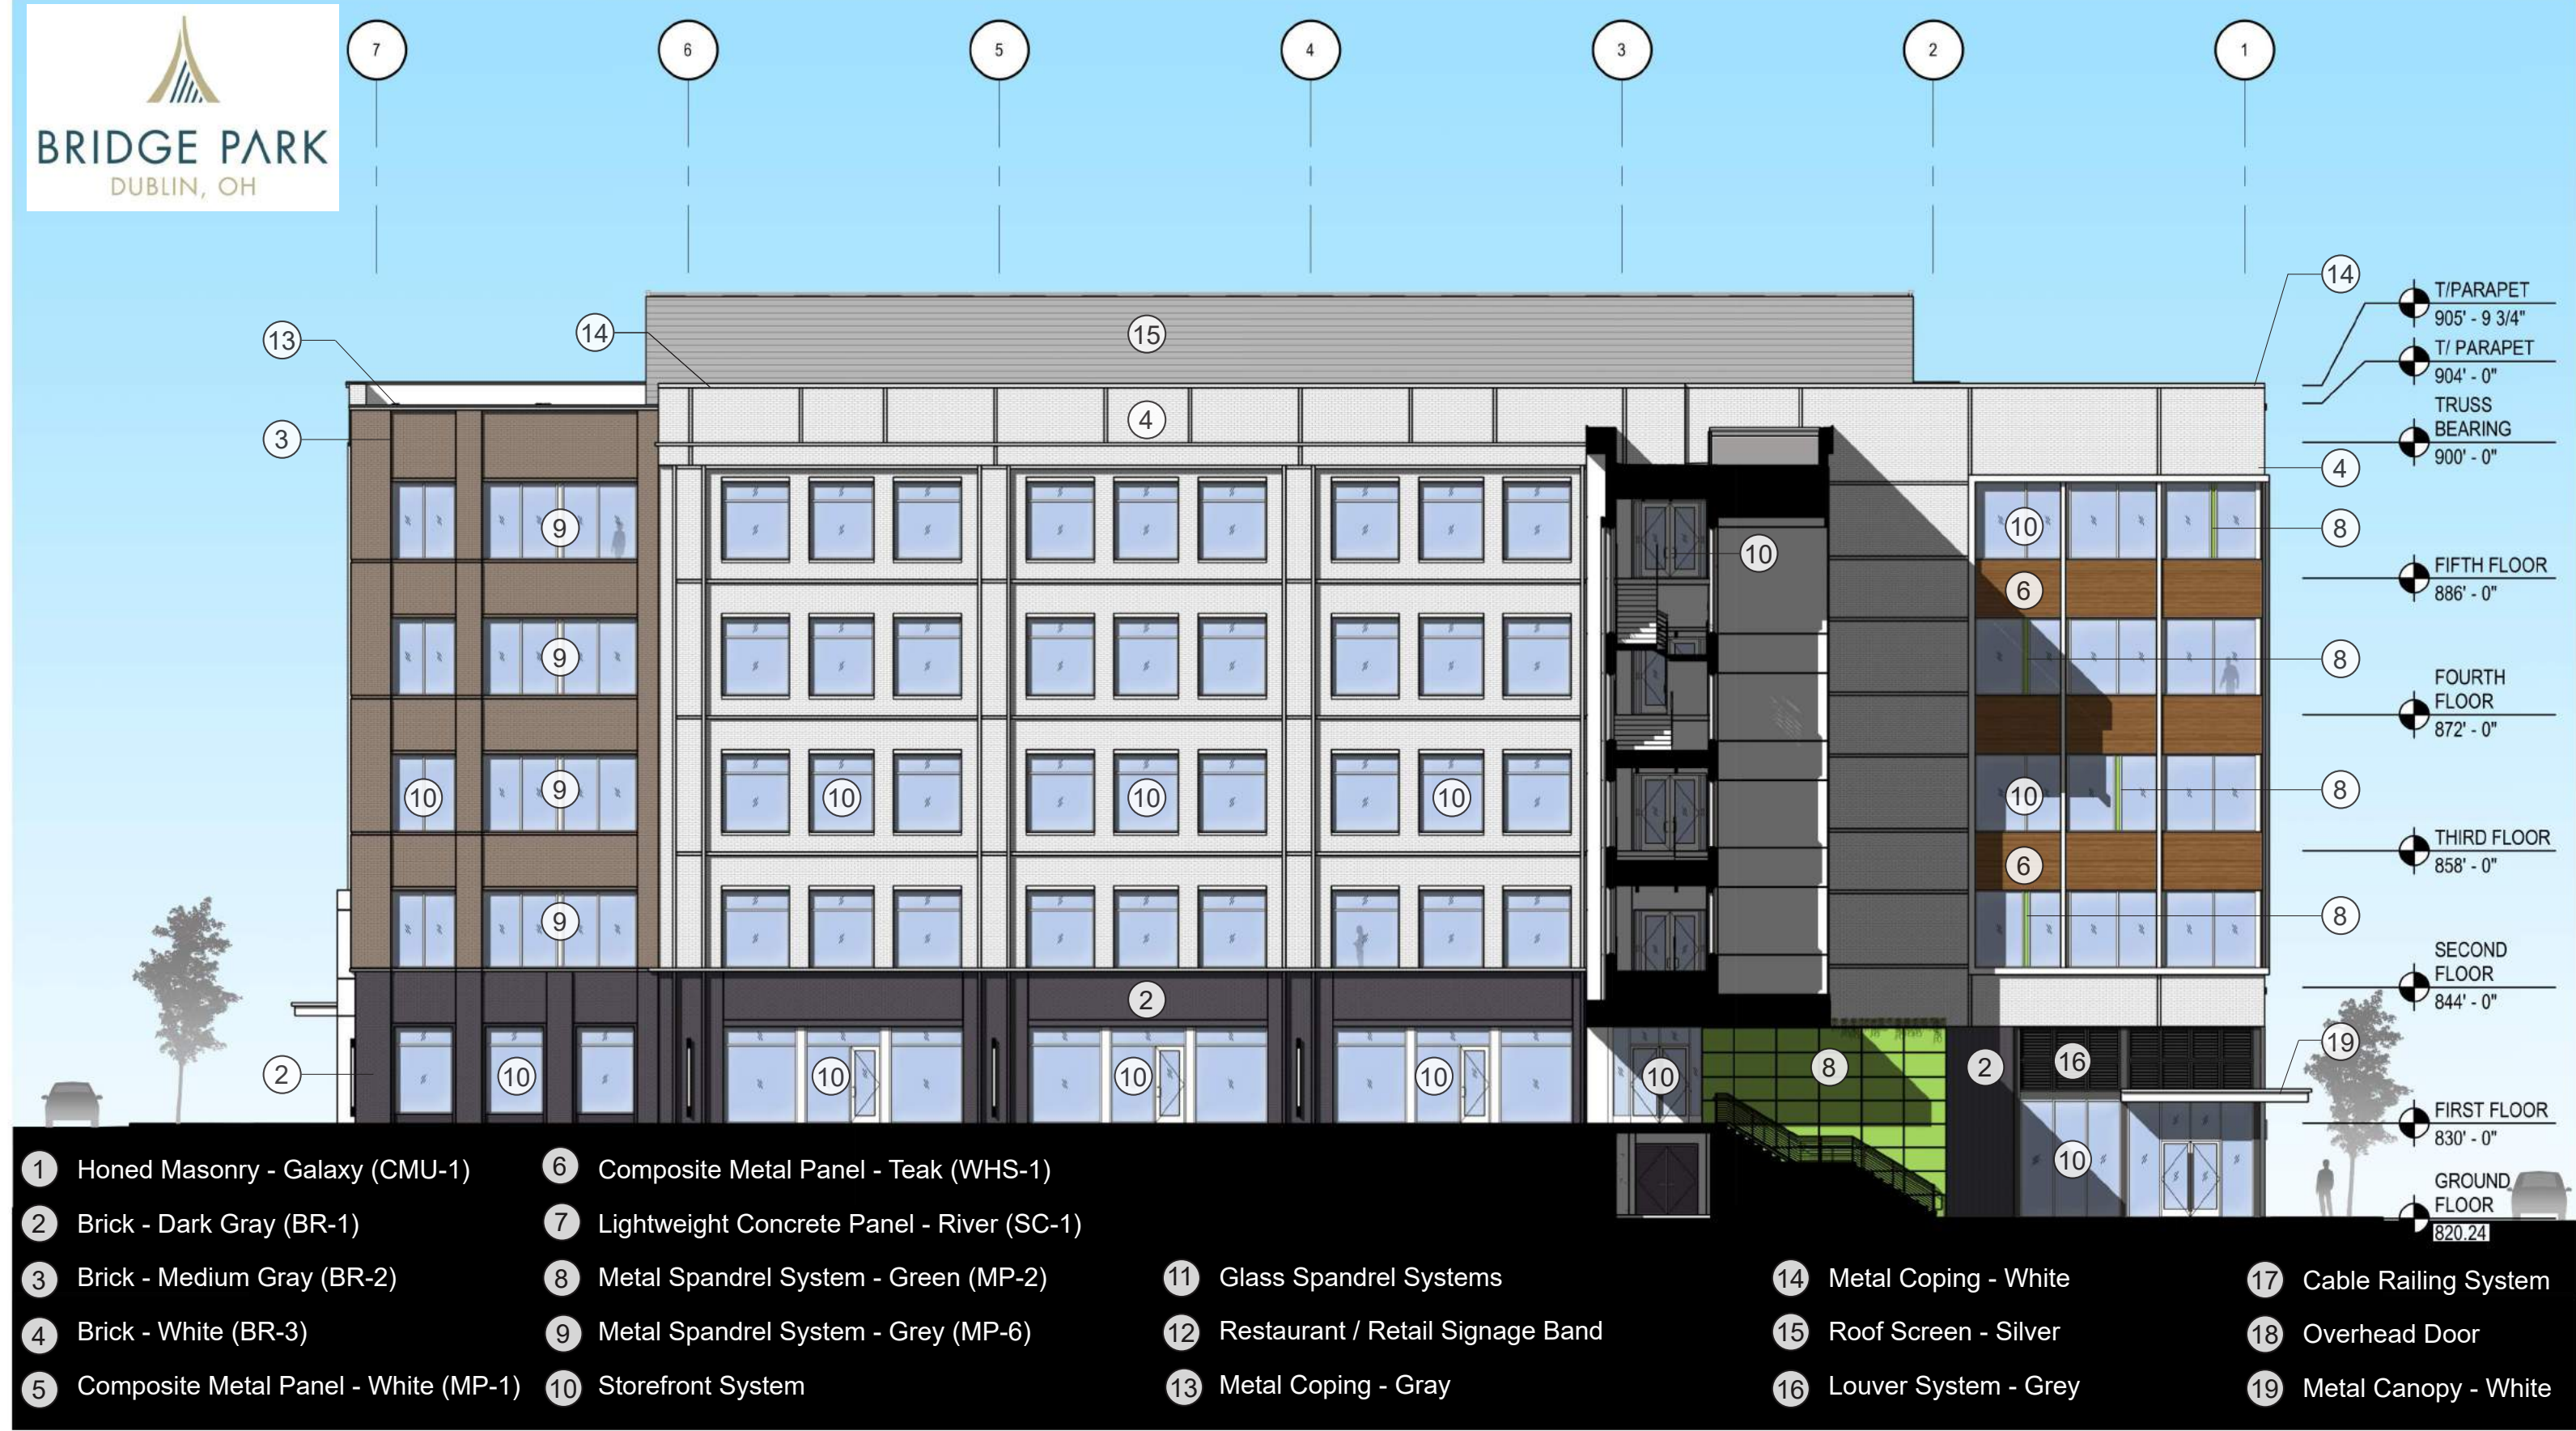 BRIDGE PARK
DUBLIN, OH
7
6
5
4
3
2
1
14
T/PARAPET
905' - 9 3/4"
13
14
15
T/ PARAPET
904' - 0"
3
4
TRUSS
BEARING
900' - 0"
4
9
10
8
10
6
FIFTH FLOOR
886' - 0"
9
8
FOURTH
FLOOR
872' - 0"
10
9
10
10
10
10
8
6
THIRD FLOOR
858' - 0"
9
8
SECOND
FLOOR
844' - 0"
2
19
2
10
10
10
10
10
8
2
16
FIRST FLOOR
830' - 0"
10
GROUND
FLOOR
820.24
1 Honed Masonry - Galaxy (CMU-1)
2 Brick - Dark Gray (BR-1)
3 Brick - Medium Gray (BR-2)
4 Brick - White (BR-3)
5 Composite Metal Panel - White (MP-1)
6 Composite Metal Panel - Teak (WHS-1)
7 Lightweight Concrete Panel - River (SC-1)
8 Metal Spandrel System - Green (MP-2)
9 Metal Spandrel System - Grey (MP-6)
10 Storefront System
11 Glass Spandrel Systems
12 Restaurant / Retail Signage Band
13 Metal Coping - Gray
14 Metal Coping - White
15 Roof Screen - Silver
16 Louver System - Grey
17 Cable Railing System
18 Overhead Door
19 Metal Canopy - White